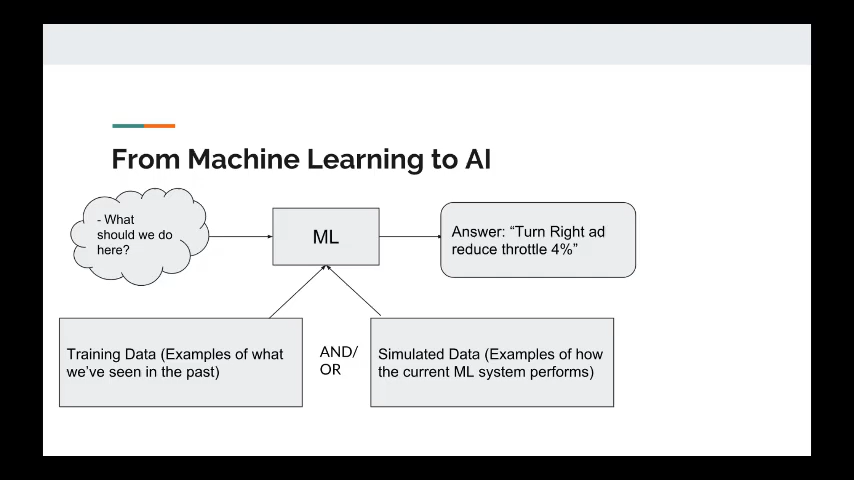 From Machine Learning to AI
- What
should we do
here?
ML
Answer: “Turn Right ad
reduce throttle 4%”
Training Data (Examples of what
we’ve seen in the past)
AND/
OR
Simulated Data (Examples of how
the current ML system performs)